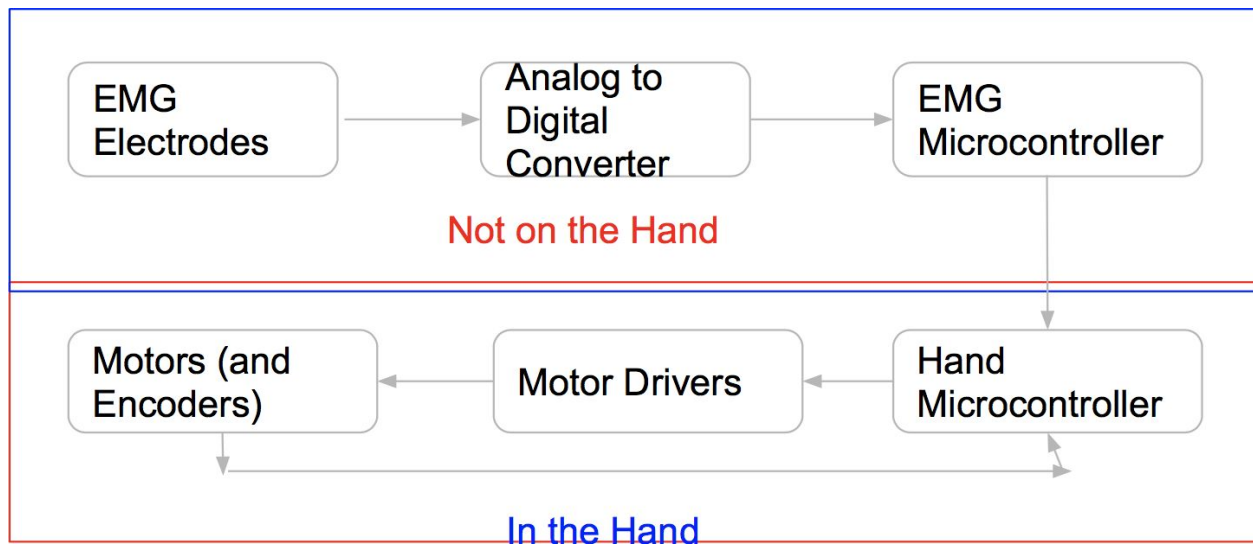 EMG
Electrodes
Analog to
Digital
Converter
EMG
Microcontroller
Not on the Hand
Motors (and
Encoders)
Motor Drivers
Hand
Microcontroller
In the Hand